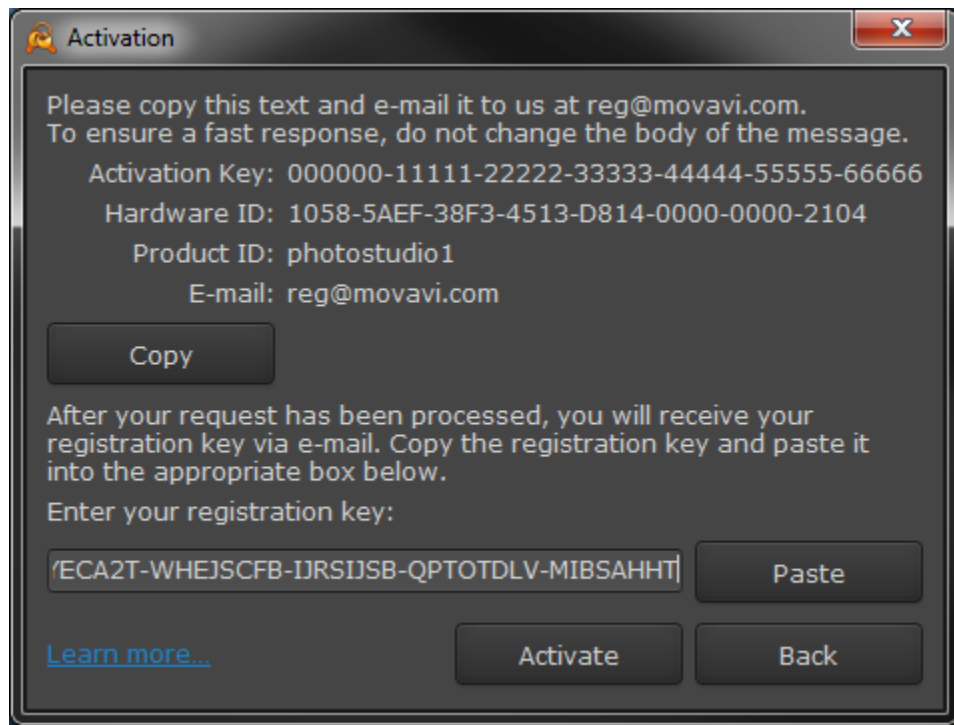 Activation
Please copy this text and e-mail it to us at reg@movavi.com.
To ensure a fast response, do not change the body of the message.
Activation Key: 000000-11111-22222-33333-44444-55555-66666
Hardware ID: 1058-5AEF-38F3-4513-D814-0000-0000-2104
Product ID: photostudio1
E-mail: reg@movavi.com
Copy
After your request has been processed, you will receive your
registration key via e-mail. Copy the registration key and paste it
into the appropriate box below.
Enter your registration key:
YECA2T-WHEJSCFB-IJRSIJSB-QPTOTDLV-MIBSAHHT Paste
Learn more... Activate Back